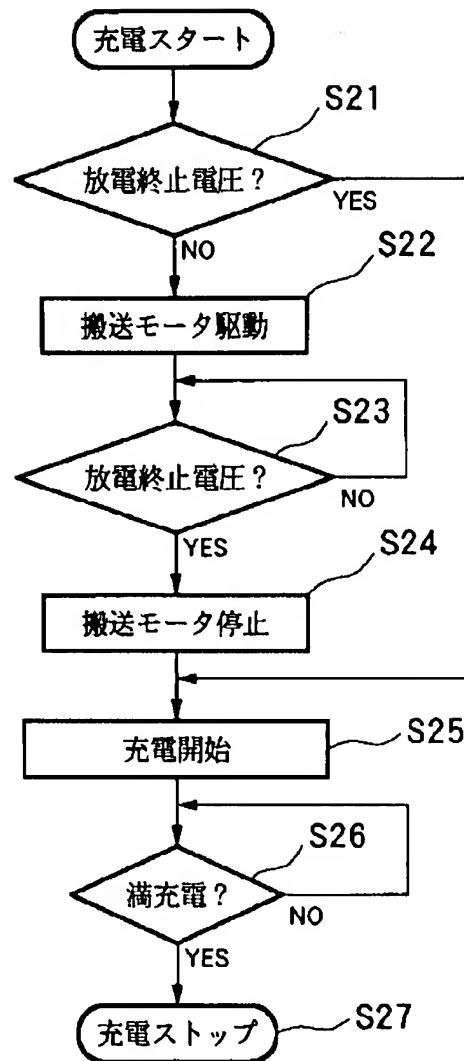 充電スタート
S21
放電終止電圧？
YES
NO
S22
搬送モータ駆動
S23
放電終止電圧？
NO
YES
S24
搬送モータ停止
S25
充電開始
S26
満充電？
NO
YES
S27
充電ストップ